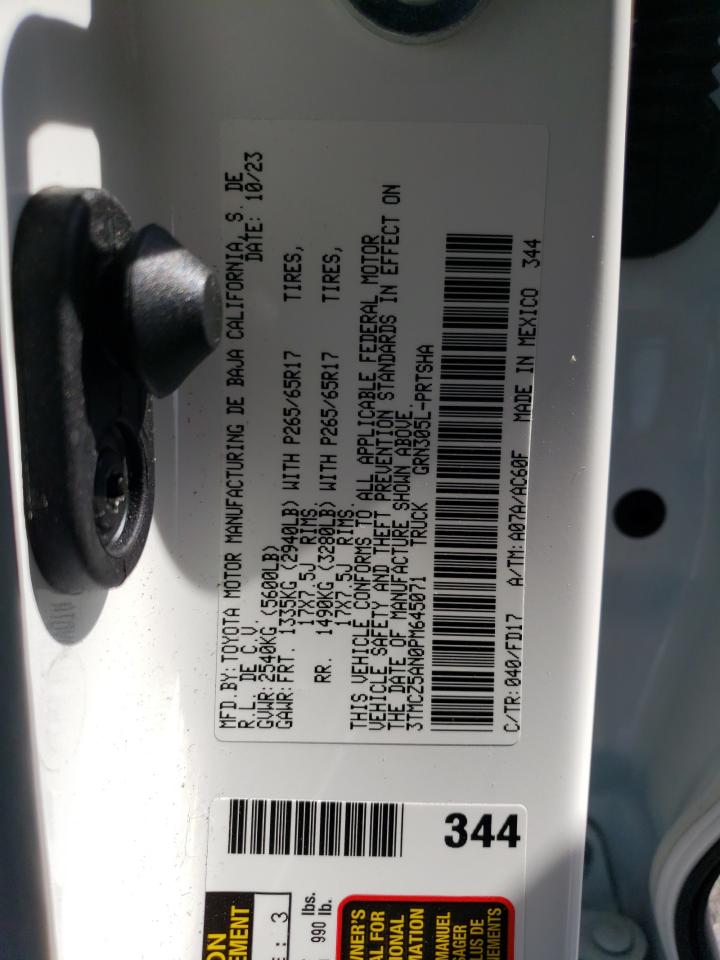 MFD.BY:TOYOTA MOTOR MANUFACTURING DE BAJA CALIFORNIA, S. DE
R.L. DE C.V. DATE: 10/23
GVWR:2540KG (5600LB)
GAWR:FRT. 1335KG (2940LB) WITH P265/65R17 TIRES,
17X7.5J RIMS.
RR. 1490KG (3280LB) WITH P265/65R17 TIRES,
17X7.5J RIMS.
THIS VEHICLE CONFORMS TO ALL APPLICABLE FEDERAL MOTOR
VEHICLE SAFETY AND THEFT PREVENTION STANDARDS IN EFFECT ON
THE DATE OF MANUFACTURE SHOWN ABOVE.
3TMCZ5AN0PM645071 TRUCK GRN305L-PRTSHA
C/TR:040/FD17 A/TM:A07A/AC60F MADE IN MEXICO 344
344
3
lbs.
990 lb.
MANUEL